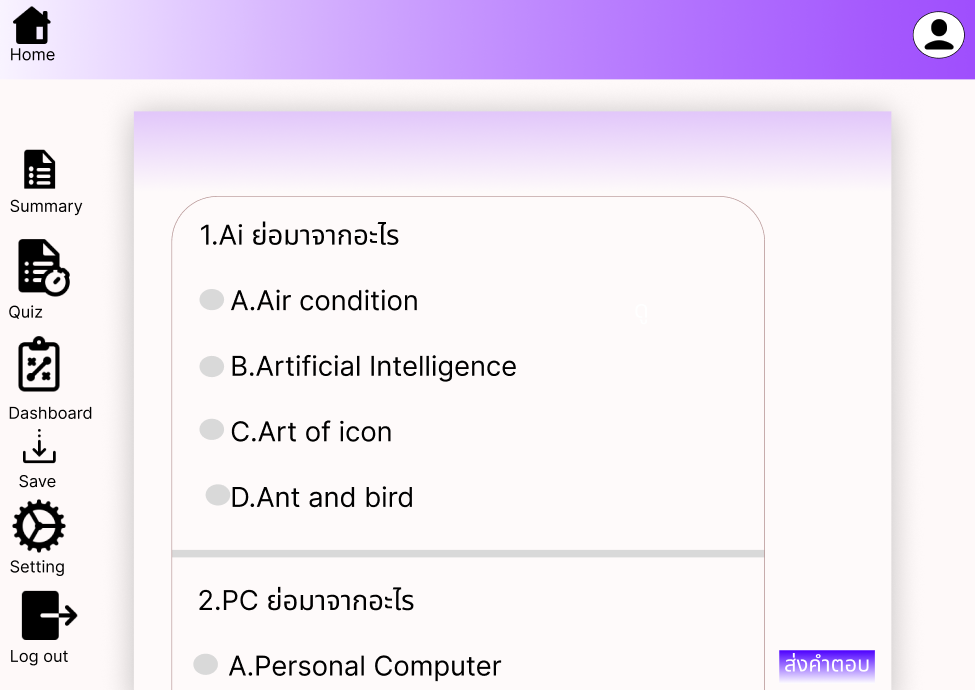 Home
Summary
Quiz
Dashboard
Save
Setting
Log out
1.Ai ย่อมาจากอะไร
A.Air condition
B.Artificial Intelligence
C.Art of icon
D.Ant and bird
2.PC ย่อมาจากอะไร
A.Personal Computer
ส่งคำตอบ